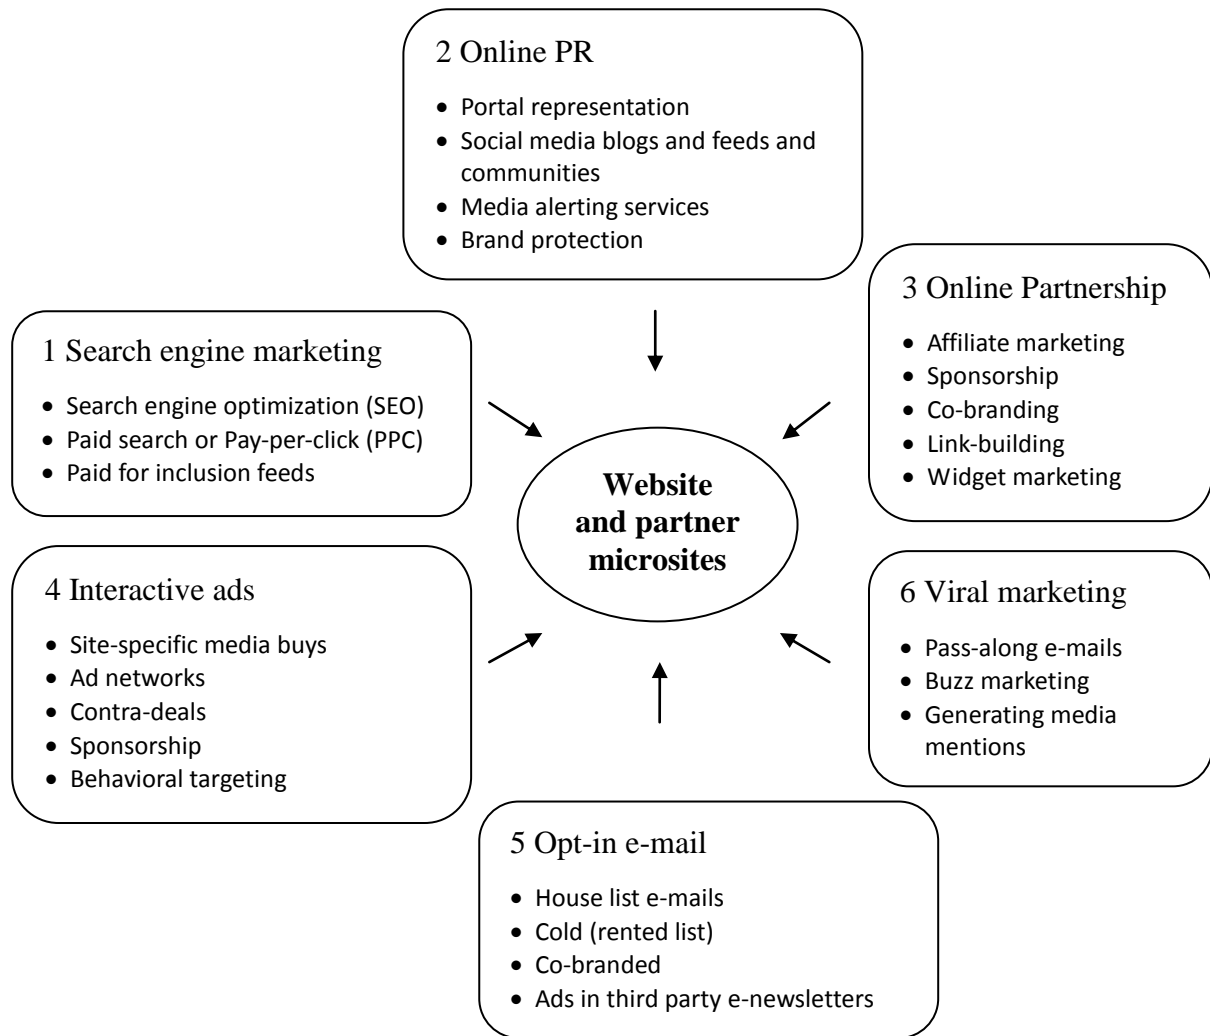 2 Online PR
• Portal representation
• Social media blogs and feeds and
communities
• Media alerting services
• Brand protection
3 Online Partnership
• Affiliate marketing
• Sponsorship
• Co-branding
• Link-building
• Widget marketing
1 Search engine marketing
• Search engine optimization (SEO)
• Paid search or Pay-per-click (PPC)
• Paid for inclusion feeds
Website
and partner
microsites
4 Interactive ads
• Site-specific media buys
• Ad networks
• Contra-deals
• Sponsorship
• Behavioral targeting
6 Viral marketing
• Pass-along e-mails
• Buzz marketing
• Generating media
mentions
5 Opt-in e-mail
• House list e-mails
• Cold (rented list)
• Co-branded
• Ads in third party e-newsletters